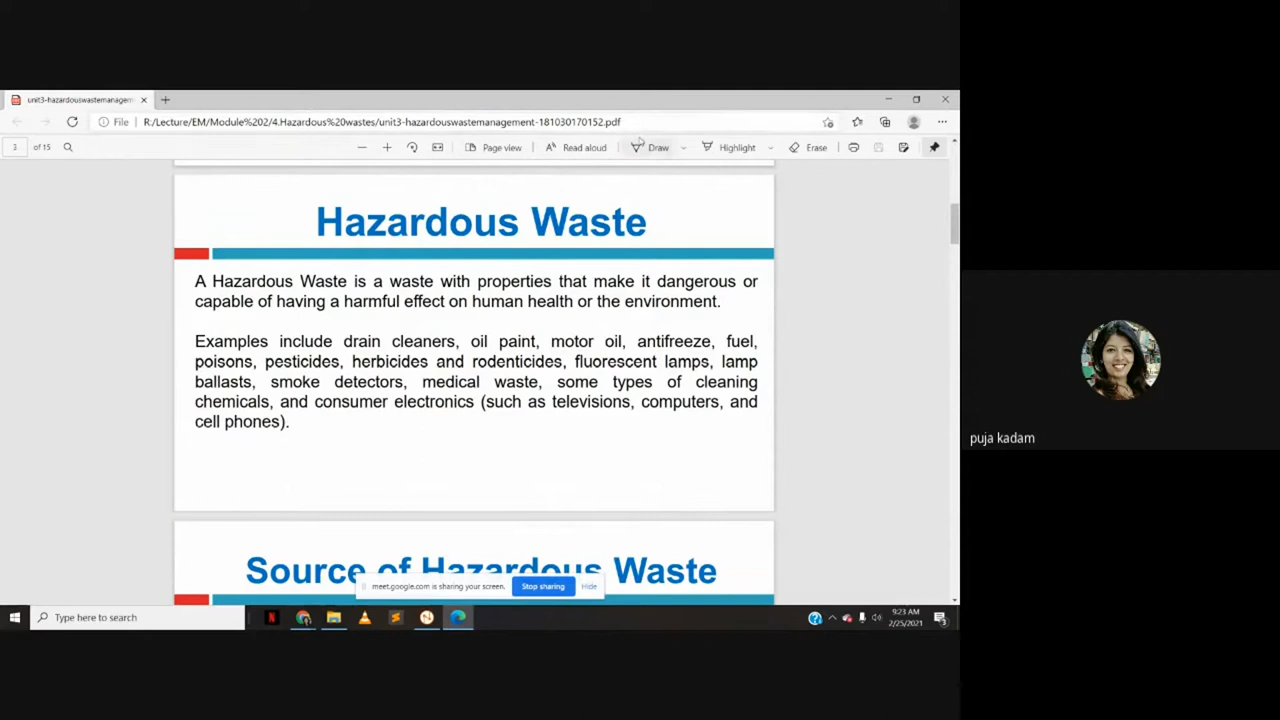 unit3-hazardouswastemanagem
File | R:/Lecture/EM/Module%202/4.Hazardous%20wastes/unit3-hazardouswastemanagement-181030170152.pdf
3 of 15
Page view
Read aloud
Draw
Highlight
Erase
Hazardous Waste
A Hazardous Waste is a waste with properties that make it dangerous or
capable of having a harmful effect on human health or the environment.
Examples include drain cleaners, oil paint, motor oil, antifreeze, fuel,
poisons, pesticides, herbicides and rodenticides, fluorescent lamps, lamp
ballasts, smoke detectors, medical waste, some types of cleaning
chemicals, and consumer electronics (such as televisions, computers, and
cell phones).
puja kadam
Source of Hazardous Waste
meet.google.com is sharing your screen.
Stop sharing
Hide
Type here to search
9:23 AM
2/25/2021